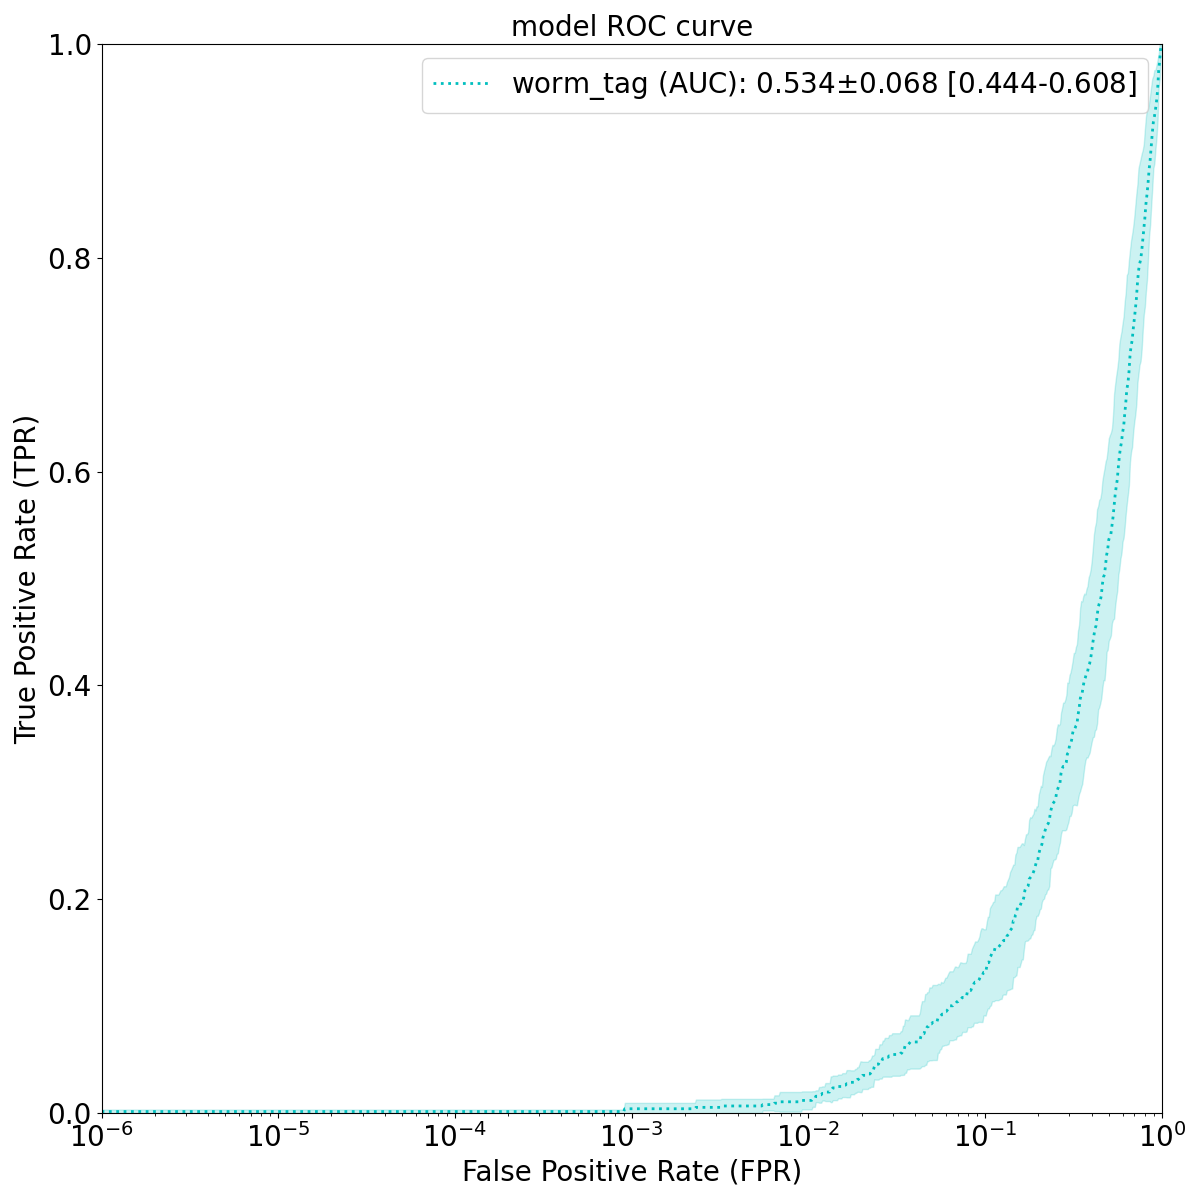 model ROC curve
worm_tag (AUC): 0.534±0.068 [0.444-0.608]
1.0
0.8
0.6
0.4
0.2
0.0
True Positive Rate (TPR)
10⁻⁶ 10⁻⁵ 10⁻⁴ 10⁻³ 10⁻² 10⁻¹ 10⁰
False Positive Rate (FPR)